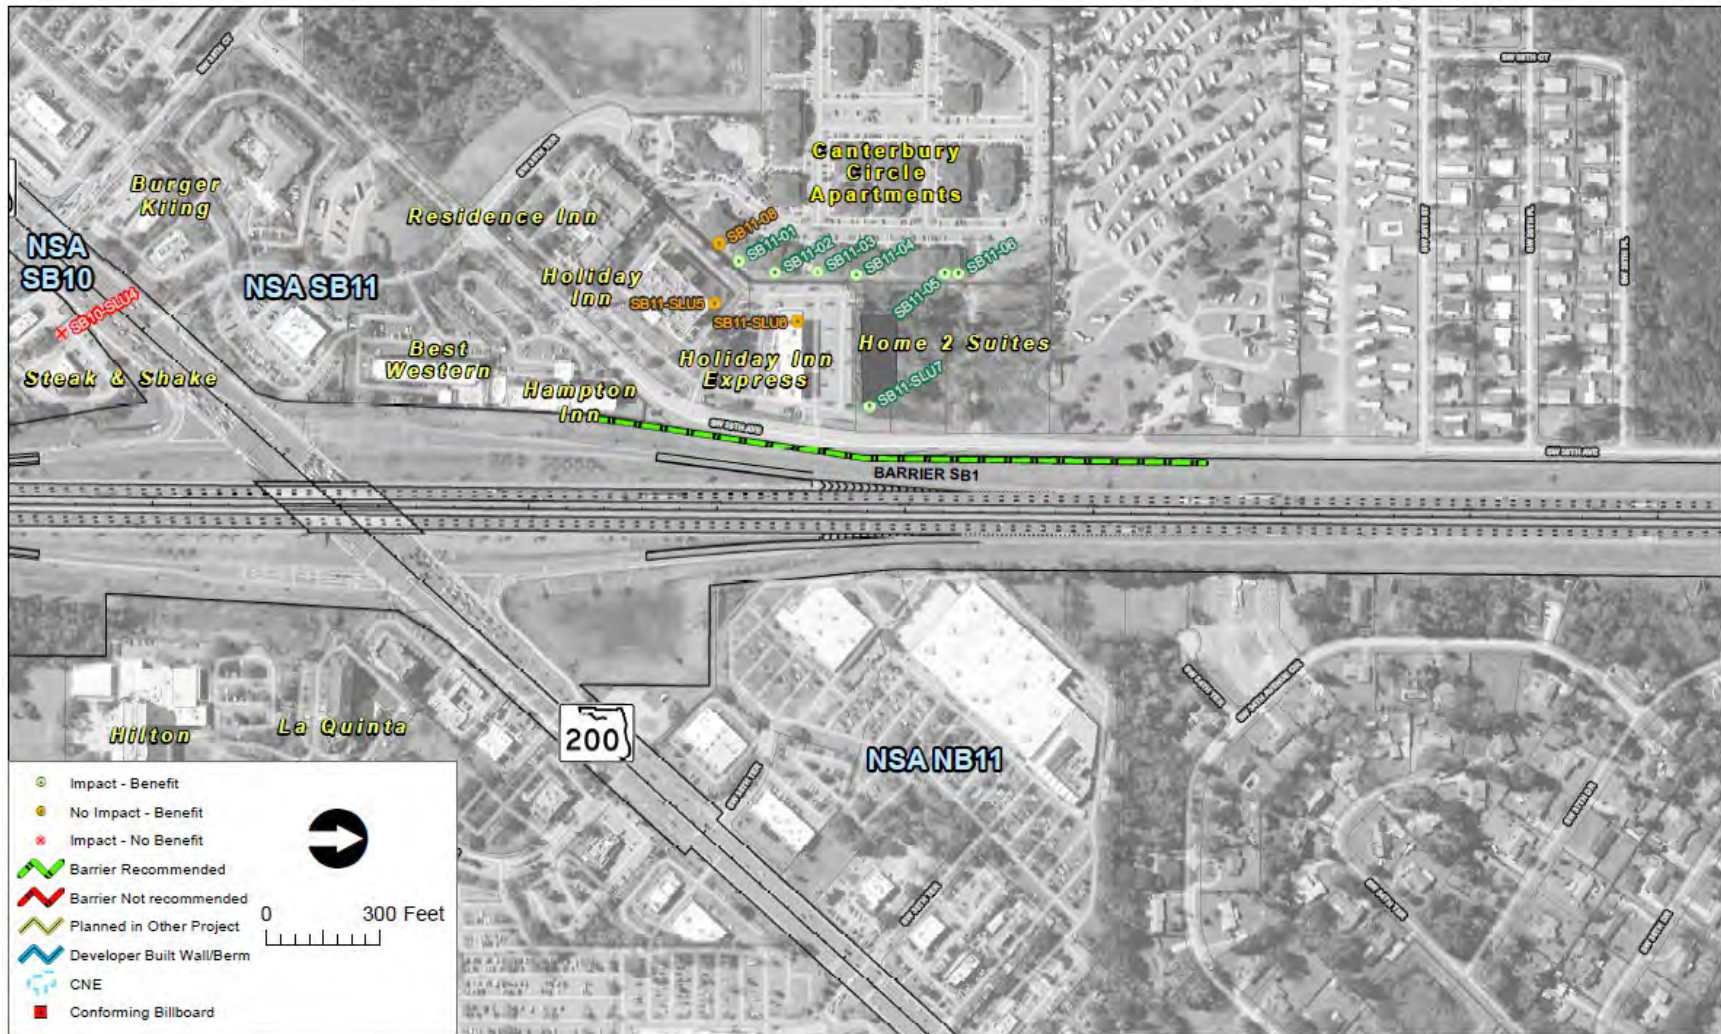 Burger
Kiing
NSA
SB10
NSA SB11
SB10-SLU4
Steak & Shake
Residence Inn
Holiday
Inn
Best
Western
Hampton
Inn
Canterbury
Circle
Apartments
SB11-08
SB11-01
SB11-02
SB11-03
SB11-04
SB11-05
SB11-06
SB11-SLU5
SB11-SLU6
Holiday Inn
Express
Home 2 Suites
SB11-SLU7
BARRIER SB1
Hilton
La Quinta
200
NSA NB11
Impact - Benefit
No Impact - Benefit
Impact - No Benefit
Barrier Recommended
Barrier Not recommended
Planned in Other Project
Developer Built Wall/Berm
CNE
Conforming Billboard
0 300 Feet